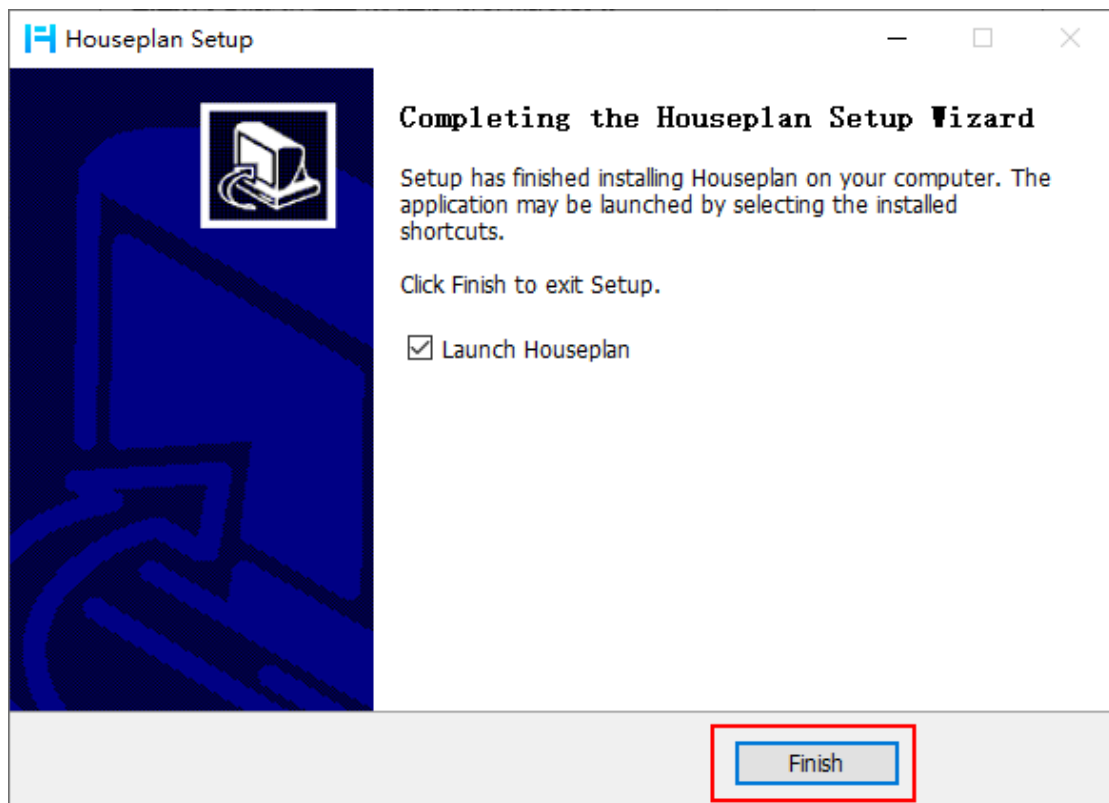 Houseplan Setup
Completing the Houseplan Setup Wizard
Setup has finished installing Houseplan on your computer. The
application may be launched by selecting the installed
shortcuts.
Click Finish to exit Setup.
Launch Houseplan
Finish